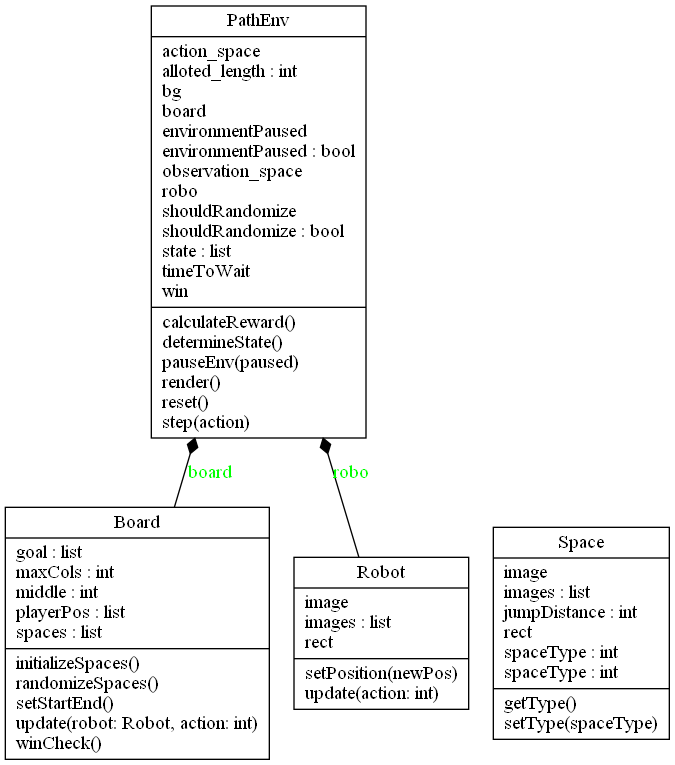 PathEnv
action_space
alloted_length : int
bg
board
environmentPaused
environmentPaused : bool
observation_space
robo
shouldRandomize
shouldRandomize : bool
state : list
timeToWait
win
calculateReward()
determineState()
pauseEnv(paused)
render()
reset()
step(action)
board
robo
Board
goal : list
maxCols : int
middle : int
playerPos : list
spaces : list
initializeSpaces()
randomizeSpaces()
setStartEnd()
update(robot: Robot, action: int)
winCheck()
Robot
image
images : list
rect
setPosition(newPos)
update(action: int)
Space
image
images : list
jumpDistance : int
rect
spaceType : int
spaceType : int
getType()
setType(spaceType)